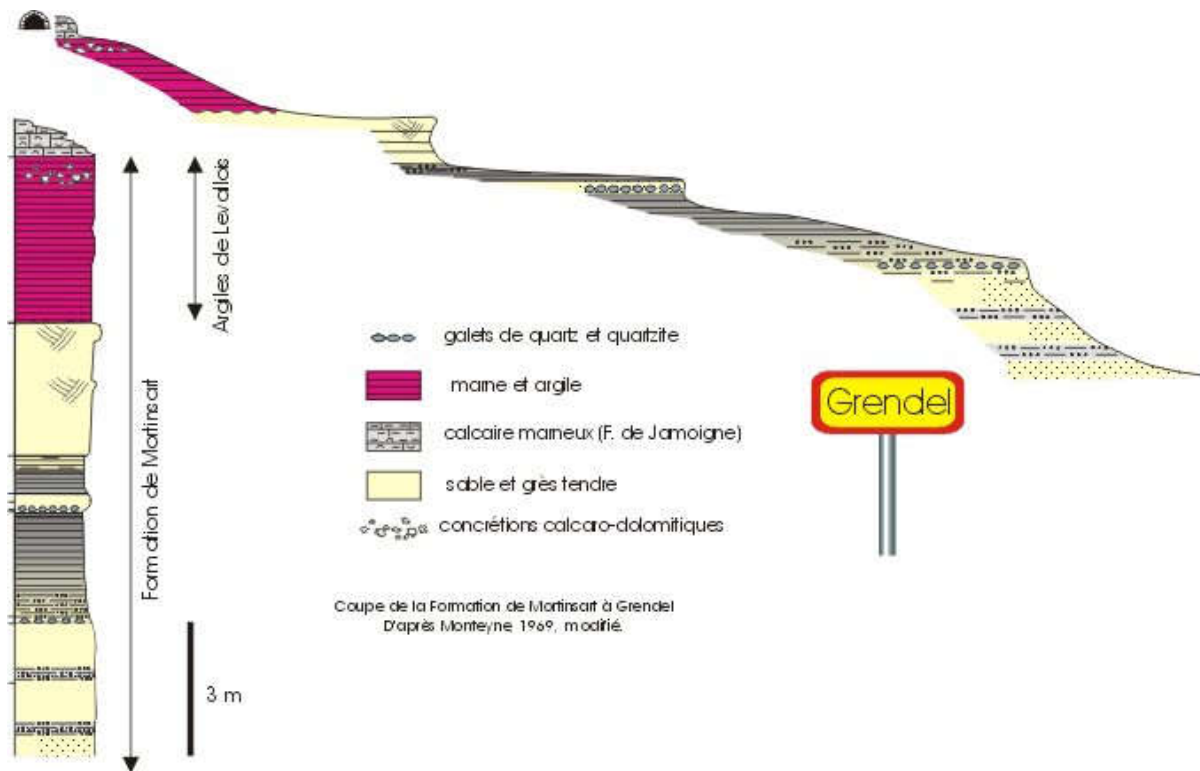 Argiles de Levallois
Formation de Mortinsart
galets de quartz et quartzite
marne et argile
calcaire marneux (F. de Jamoigne)
sable et grès tendre
concrétions calcaro-dolomitiques
Grendel
Coupe de la Formation de Mortinsart à Grendel
D'après Monteyne 1969, modifié.
3 m